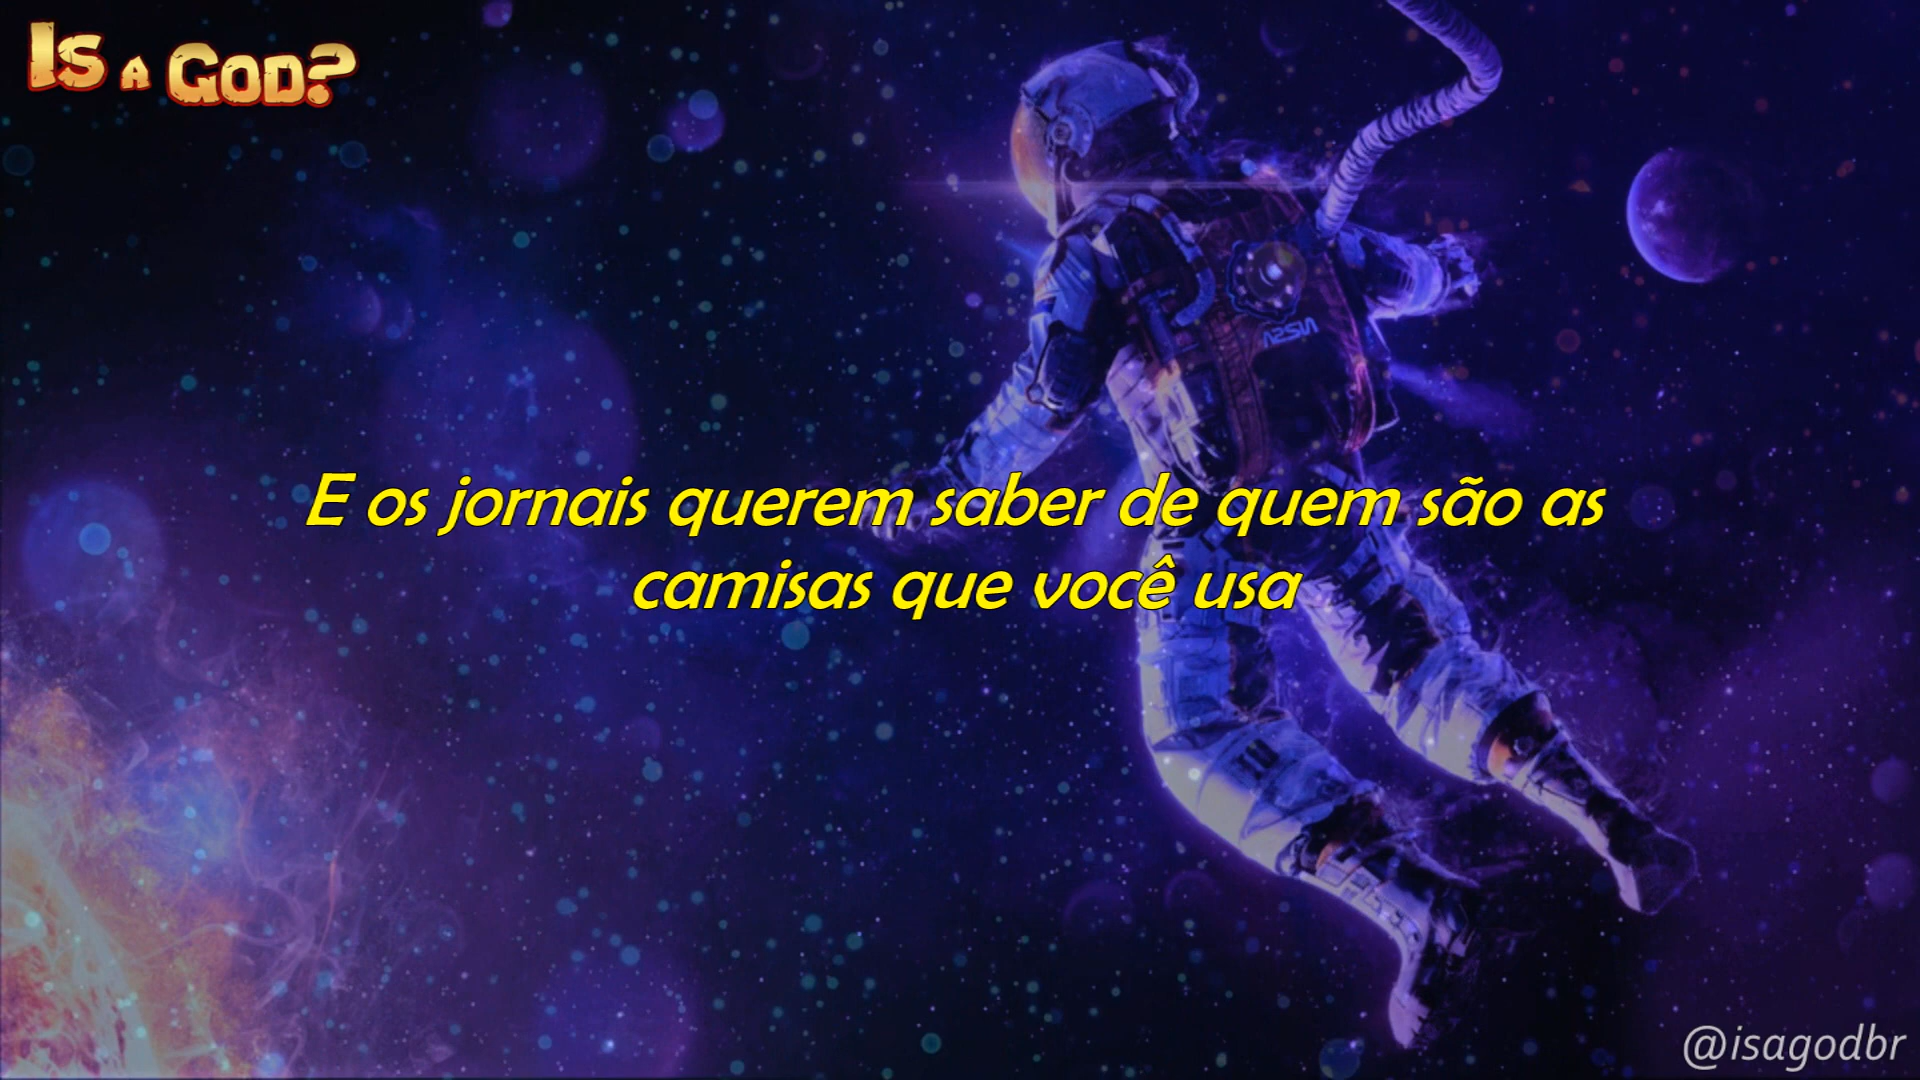 Is a God?
E os jornais querem saber de quem são as
camisas que você usa
@isagodbr